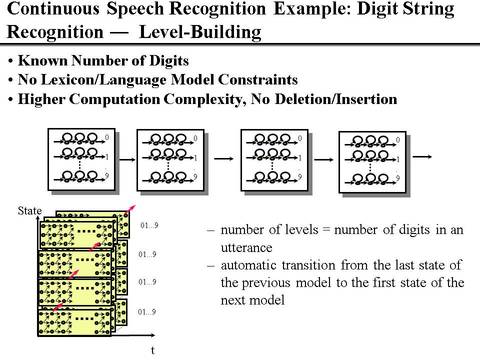 Continuous Speech Recognition Example: Digit String
Recognition — Level-Building
• Known Number of Digits
• No Lexicon/Language Model Constraints
• Higher Computation Complexity, No Deletion/Insertion
0 0 0 0
1 1 1 1
9 9 9 9
State
01…9
01…9
01…9
01…9
t
– number of levels = number of digits in an
utterance
– automatic transition from the last state of
the previous model to the first state of the
next model